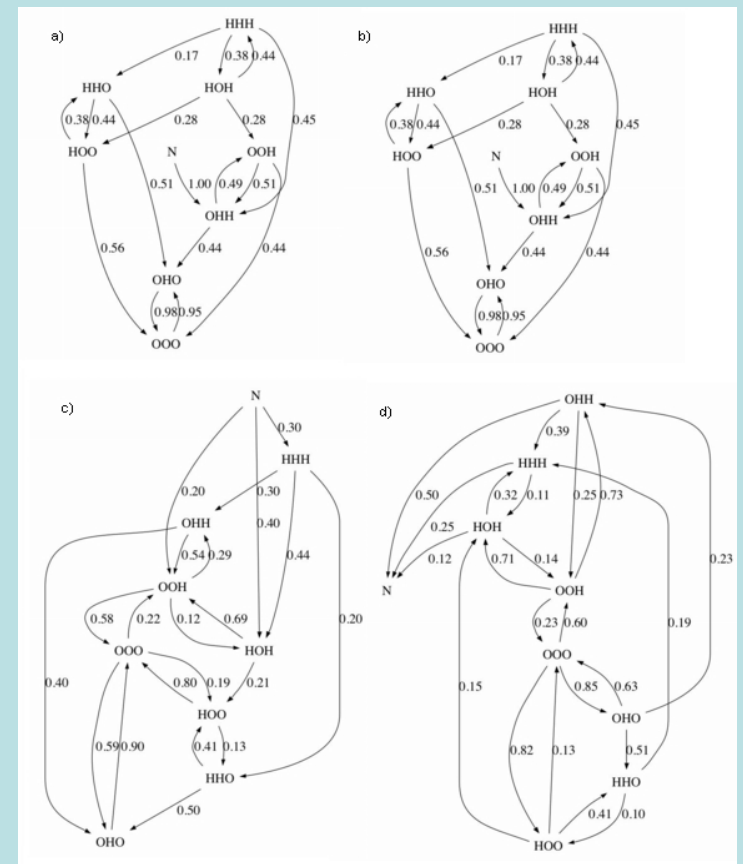 a)
HHH
0.17
0.38
0.44
HHO
HOH
0.38
0.44
0.28
0.28
0.45
HOO
N
OOH
0.51
1.00
0.49
0.51
OHH
0.56
0.44
0.44
OHO
0.98
0.95
OOO
b)
HHH
0.17
0.38
0.44
HHO
HOH
0.38
0.44
0.28
0.28
0.45
HOO
N
OOH
0.51
1.00
0.49
0.51
OHH
0.56
0.44
0.44
OHO
0.98
0.95
OOO
c)
N
0.30
HHH
0.20
0.30
0.40
OHH
0.54
0.29
0.44
OOH
0.58
0.22
0.12
0.69
0.20
OOO
HOH
0.40
0.80
0.19
0.21
HOO
0.59
0.90
0.41
0.13
HHO
0.50
OHO
d)
OHH
0.39
HHH
0.50
0.32
0.11
0.25
0.73
0.25
HOH
0.12
0.71
0.14
0.23
N
OOH
0.23
0.60
0.19
OOO
0.15
0.85
0.63
OHO
0.82
0.13
0.51
HHO
0.41
0.10
HOO